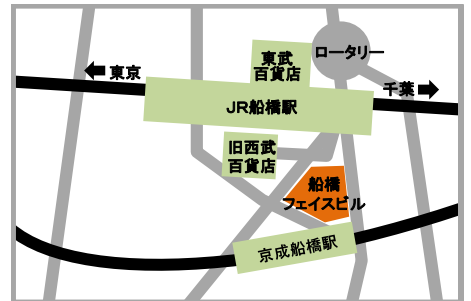 東武
百貨店
ロータリー
東京
千葉
JR船橋駅
旧西武
百貨店
船橋
フェイスビル
京成船橋駅